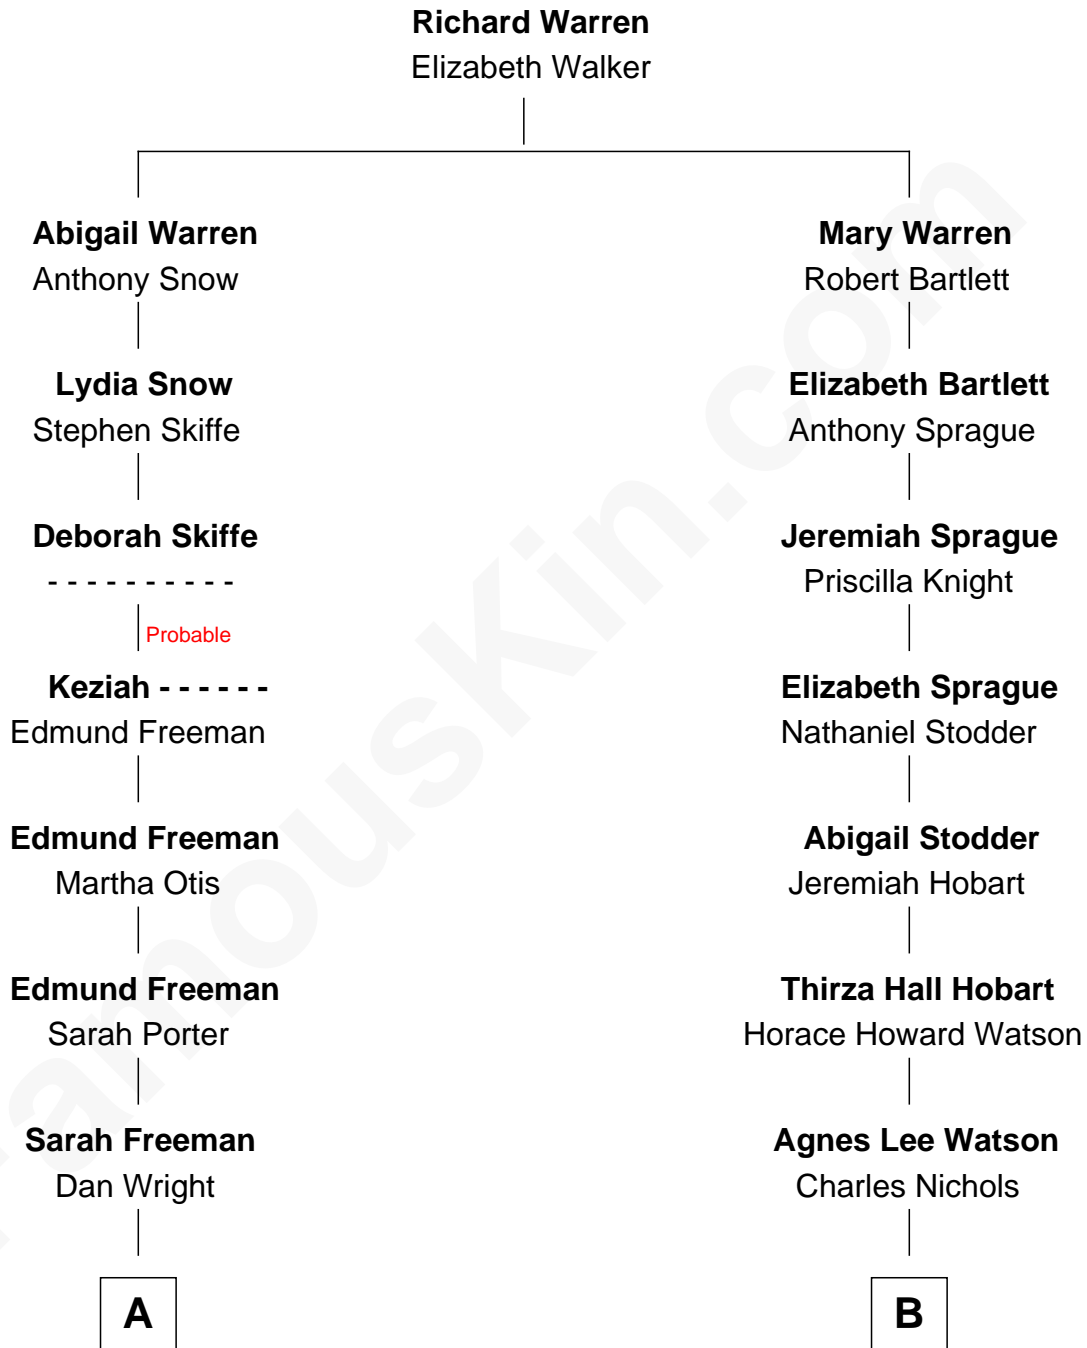 Richard Warren
Elizabeth Walker
Abigail Warren
Anthony Snow
Mary Warren
Robert Bartlett
Lydia Snow
Stephen Skiffe
Elizabeth Bartlett
Anthony Sprague
Deborah Skiffe
- - - - - - - - - -
Probable
Jeremiah Sprague
Priscilla Knight
Keziah - - - - - -
Edmund Freeman
Elizabeth Sprague
Nathaniel Stodder
Edmund Freeman
Martha Otis
Abigail Stodder
Jeremiah Hobart
Edmund Freeman
Sarah Porter
Thirza Hall Hobart
Horace Howard Watson
Sarah Freeman
Dan Wright
Agnes Lee Watson
Charles Nichols
A
B
FamousKin.com